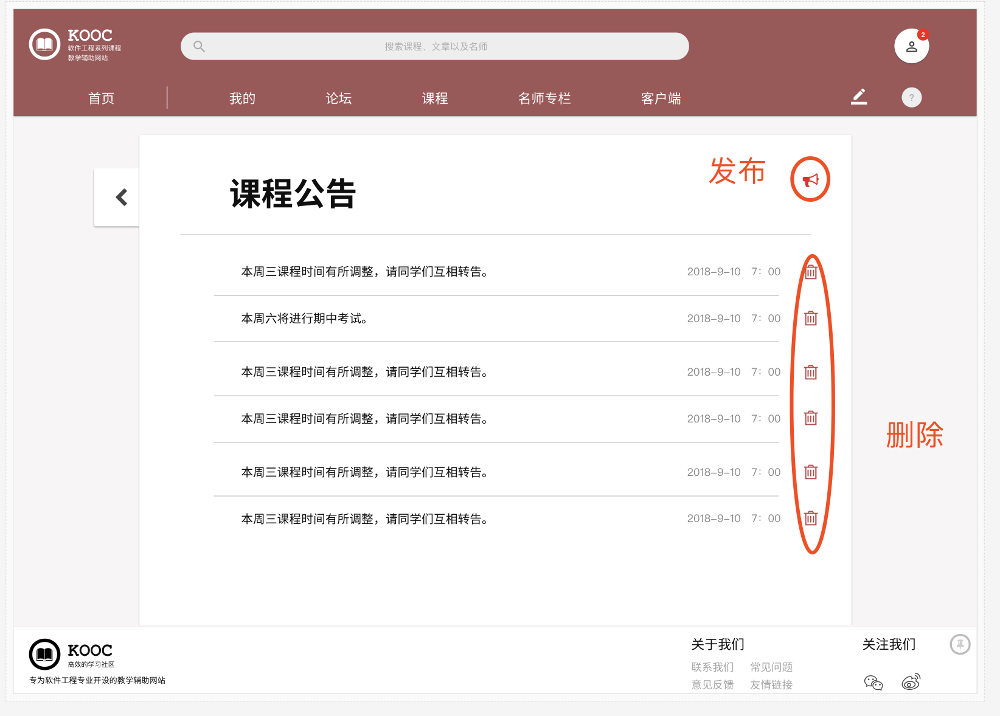 KOOC
软件工程系列课程
教学辅助网站
搜索课程、文章以及名师
2
首页
我的
论坛
课程
名师专栏
客户端
?
发布
课程公告
本周三课程时间有所调整，请同学们互相转告。 2018-9-10 7：00
本周六将进行期中考试。 2018-9-10 7：00
本周三课程时间有所调整，请同学们互相转告。 2018-9-10 7：00
本周三课程时间有所调整，请同学们互相转告。 2018-9-10 7：00
删除
本周三课程时间有所调整，请同学们互相转告。 2018-9-10 7：00
本周三课程时间有所调整，请同学们互相转告。 2018-9-10 7：00
KOOC
高效的学习社区
专为软件工程专业开设的教学辅助网站
关于我们
联系我们 常见问题
意见反馈 友情链接
关注我们